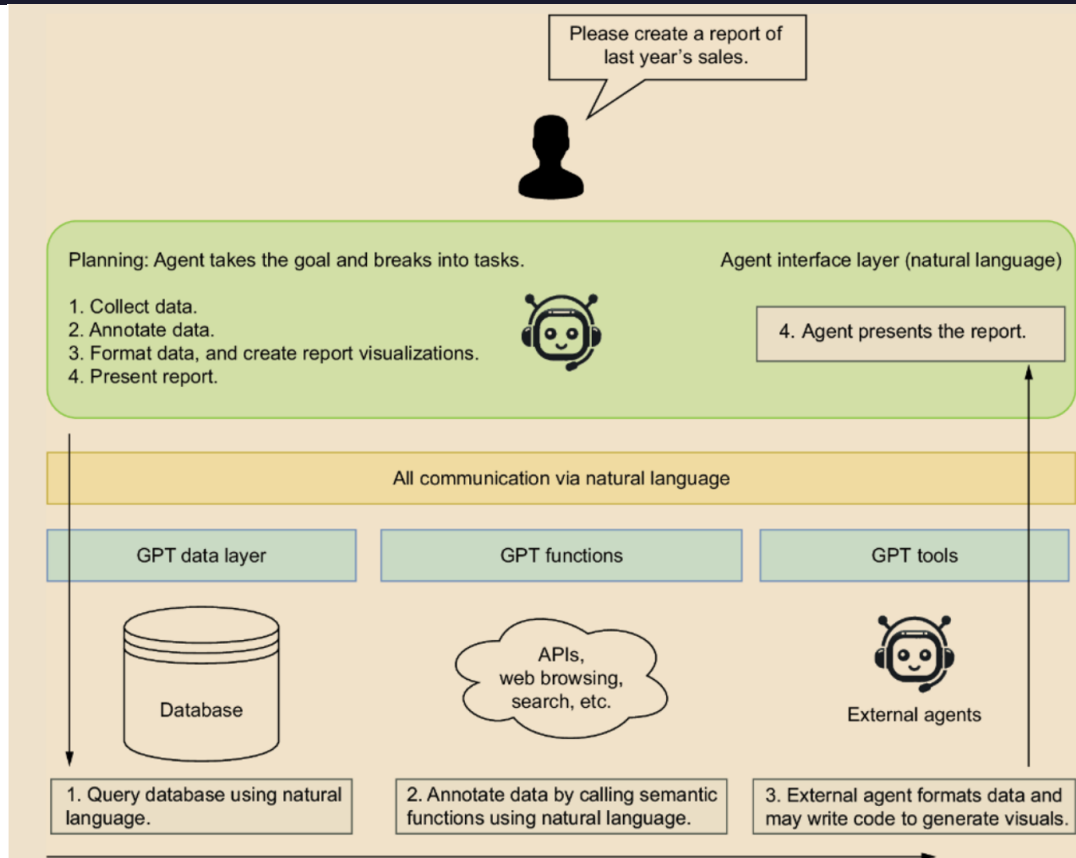 Please create a report of
last year's sales.
Planning: Agent takes the goal and breaks into tasks.
Agent interface layer (natural language)
1. Collect data.
2. Annotate data.
3. Format data, and create report visualizations.
4. Present report.
4. Agent presents the report.
All communication via natural language
GPT data layer
GPT functions
GPT tools
Database
APIs,
web browsing,
search, etc.
External agents
1. Query database using natural
language.
2. Annotate data by calling semantic
functions using natural language.
3. External agent formats data and
may write code to generate visuals.